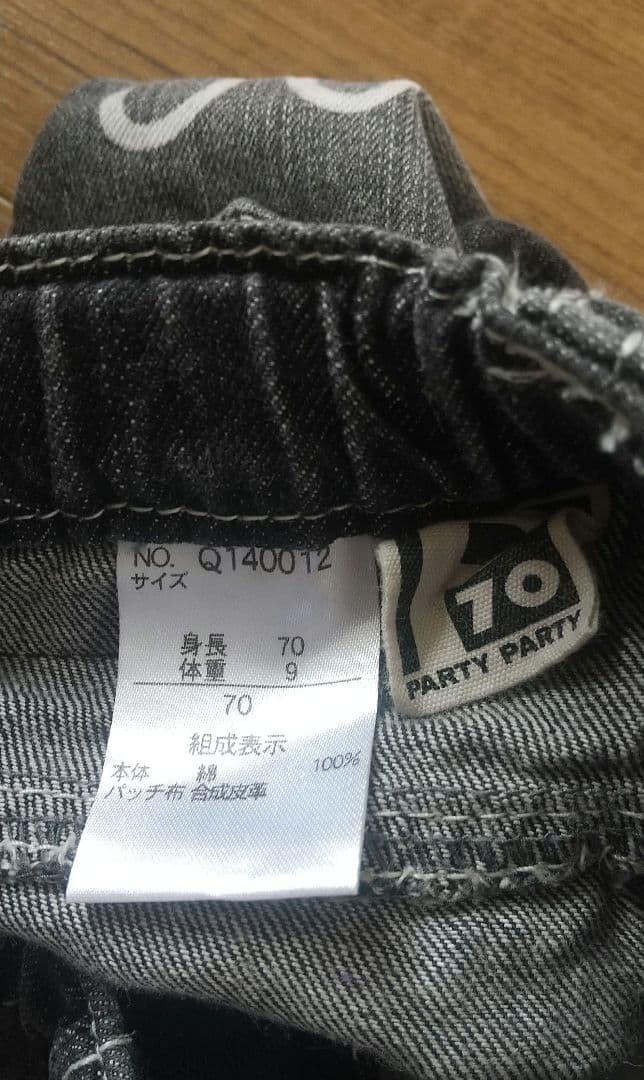 NO. Q140012
サイズ
身長 70
体重 9
70
組成表示
本体 綿 100%
パッチ布 合成皮革
70
PARTY PARTY